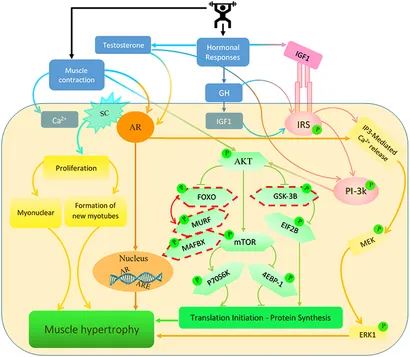 Testosterone
Hormonal
Responses
IGF1
Muscle
contraction
GH
Ca2+
SC
AR
IGF1
IRS
P
IP3-Mediated
Ca2+ release
P
AKT
Proliferation
P
FOXO
P
GSK-3B
PI-3k
P
Myonuclear
Formation of
new myotubes
P
MURF
P
EIF2B
P
MAFBX
P
mTOR
P
MEK
Nucleus
AR
ARE
P
P70S6K
4EBP-1
P
Muscle hypertrophy
Translation Initiation - Protein Synthesis
ERK1
P